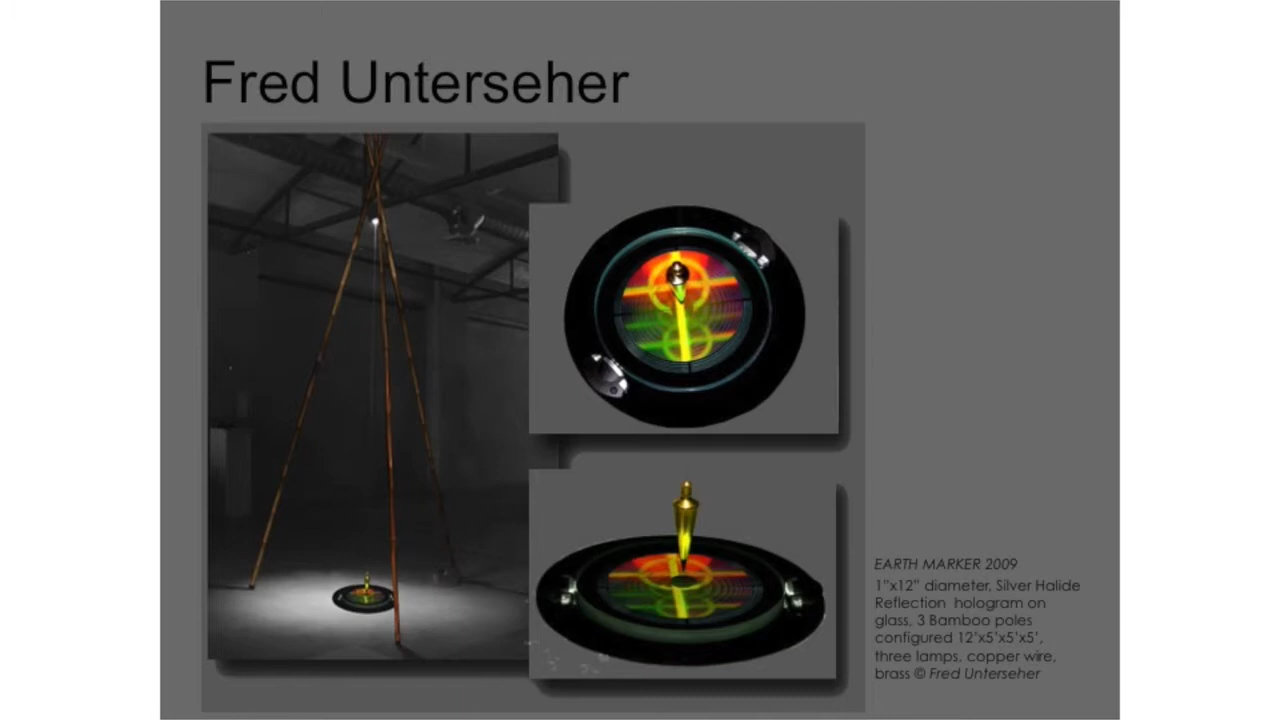 Fred Unterseher
EARTH MARKER 2009
1"x12" diameter, Silver Halide
Reflection hologram on
glass, 3 Bamboo poles
configured 12'x5'x5'x5',
three lamps, copper wire,
brass © Fred Unterseher